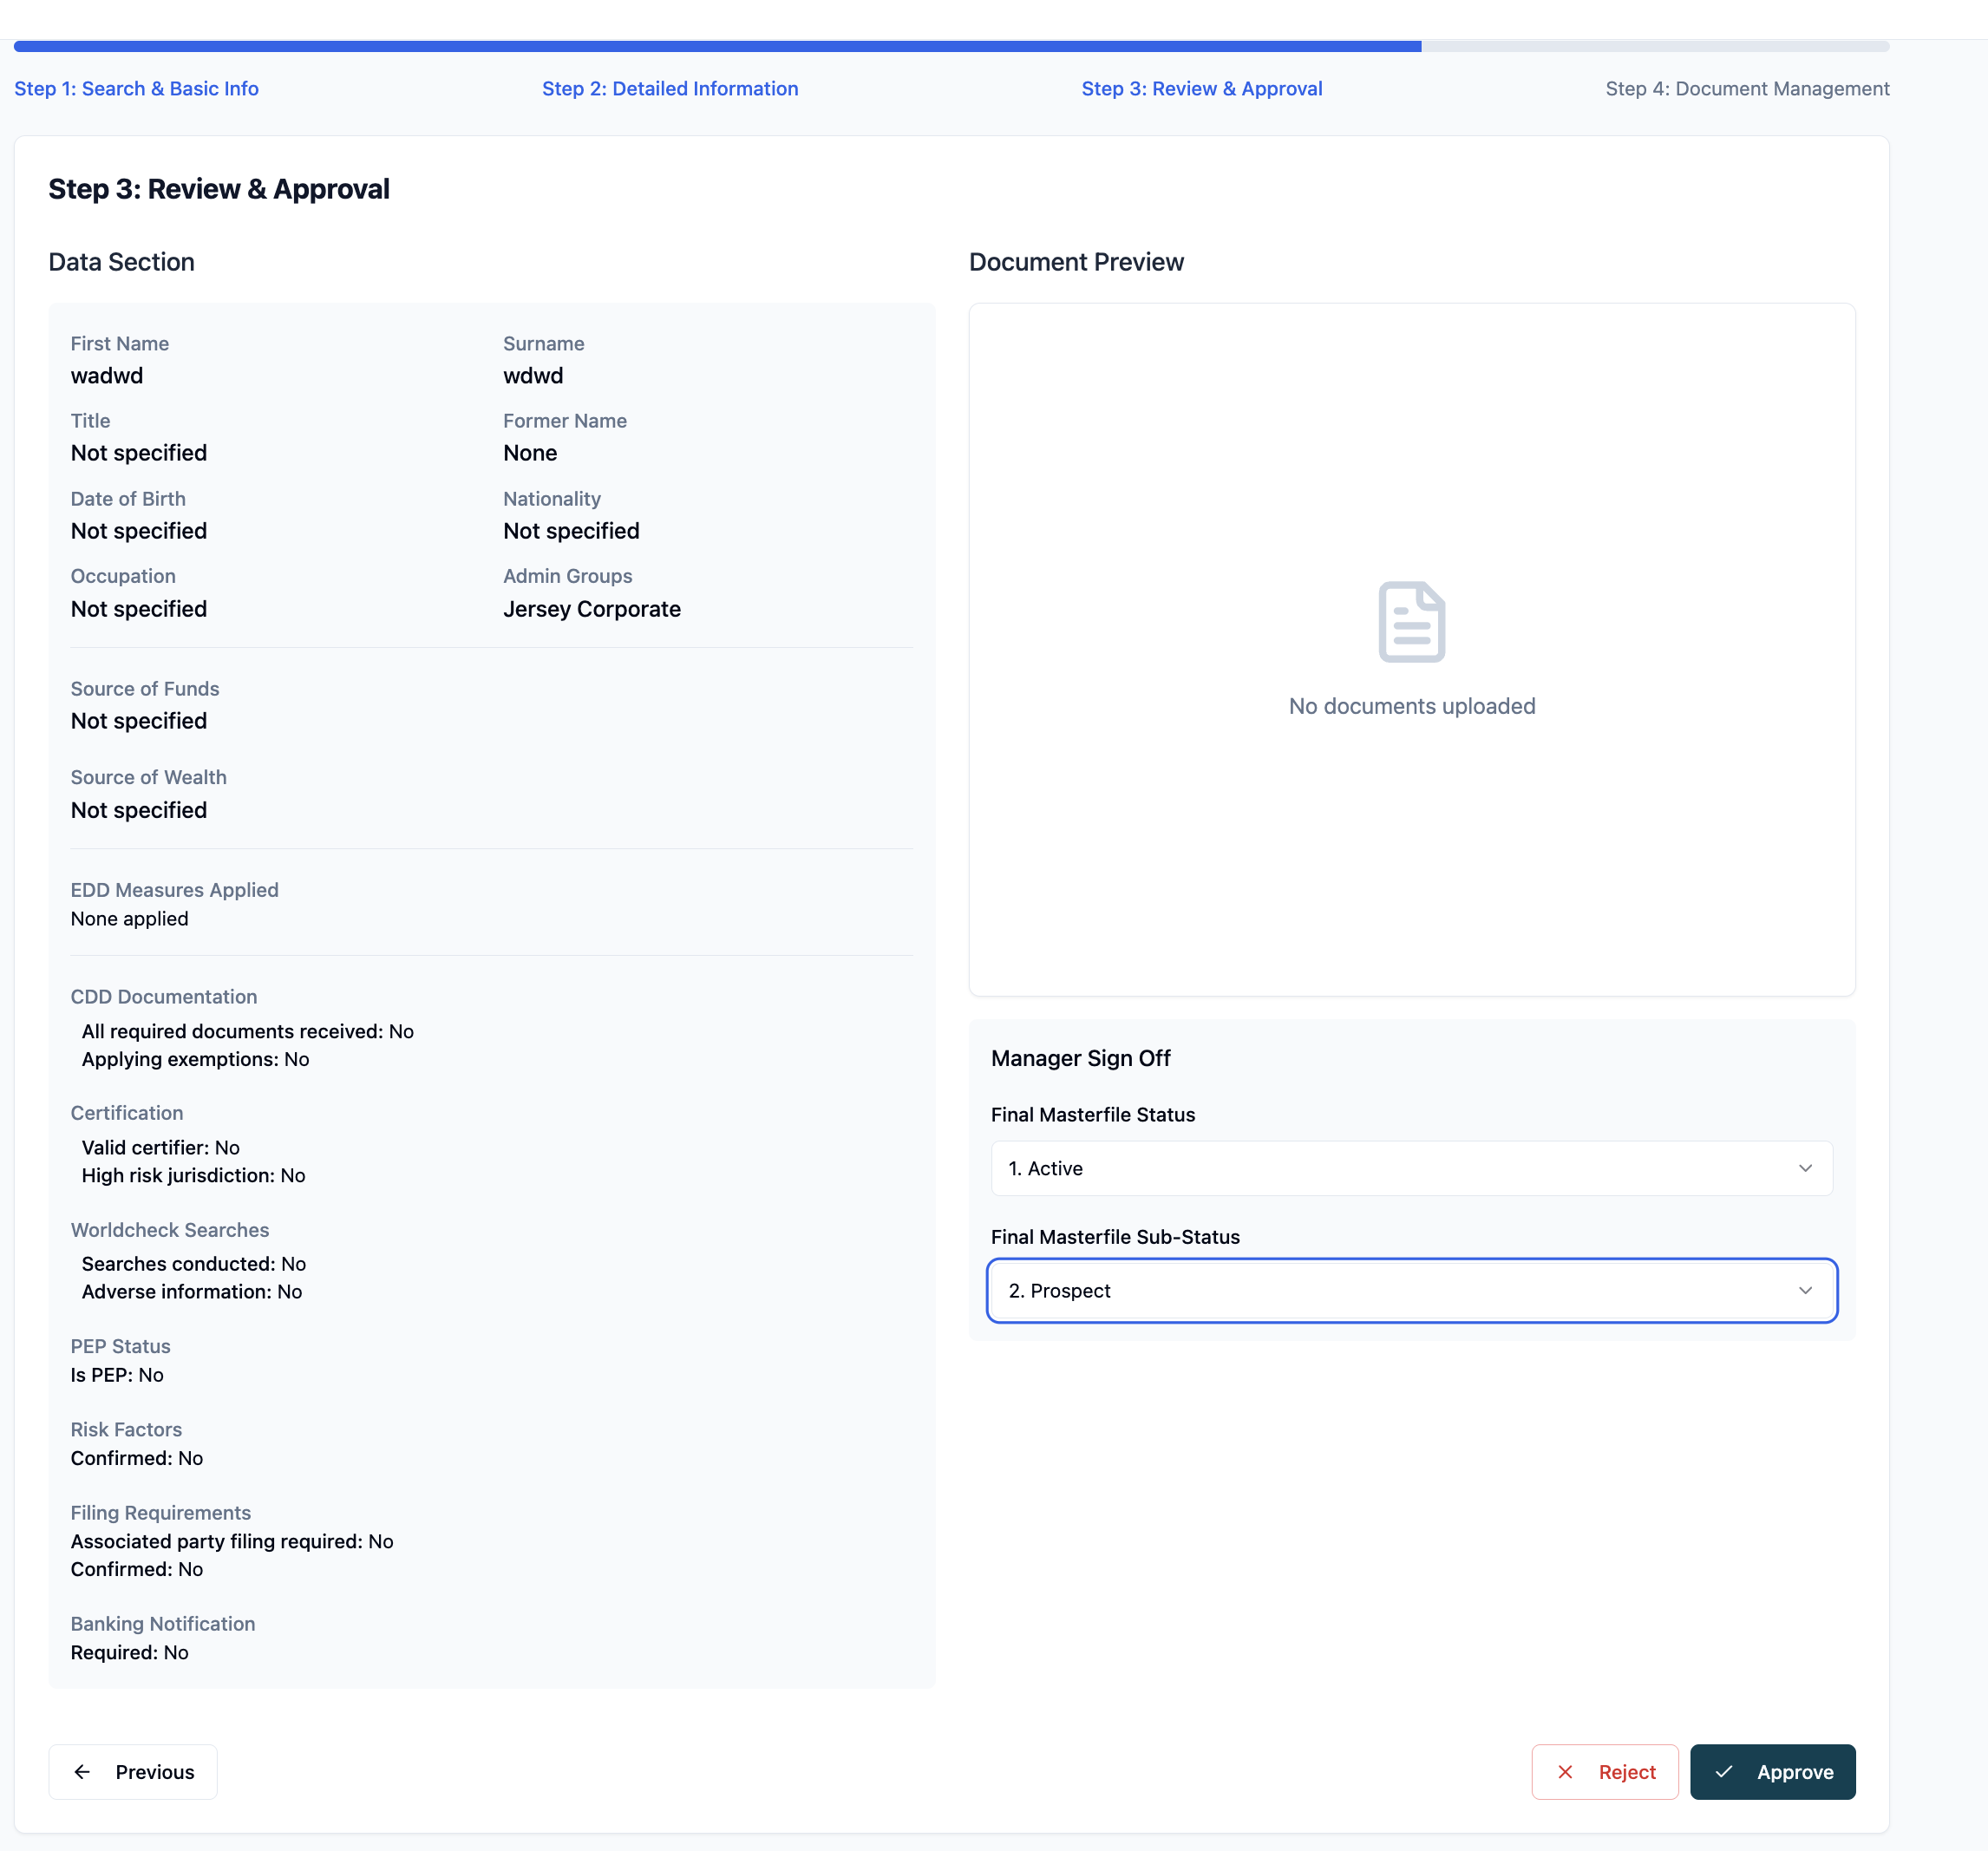 Step 1: Search & Basic Info
Step 2: Detailed Information
Step 3: Review & Approval
Step 4: Document Management
Step 3: Review & Approval
Data Section
First Name
Surname
wadwd
wdwd
Title
Former Name
Not specified
None
Date of Birth
Nationality
Not specified
Not specified
Occupation
Admin Groups
Not specified
Jersey Corporate
Source of Funds
Not specified
Source of Wealth
Not specified
EDD Measures Applied
None applied
CDD Documentation
All required documents received: No
Applying exemptions: No
Certification
Valid certifier: No
High risk jurisdiction: No
Worldcheck Searches
Searches conducted: No
Adverse information: No
PEP Status
Is PEP: No
Risk Factors
Confirmed: No
Filing Requirements
Associated party filing required: No
Confirmed: No
Banking Notification
Required: No
Document Preview
No documents uploaded
Manager Sign Off
Final Masterfile Status
1. Active
Final Masterfile Sub-Status
2. Prospect
Previous
Reject
Approve